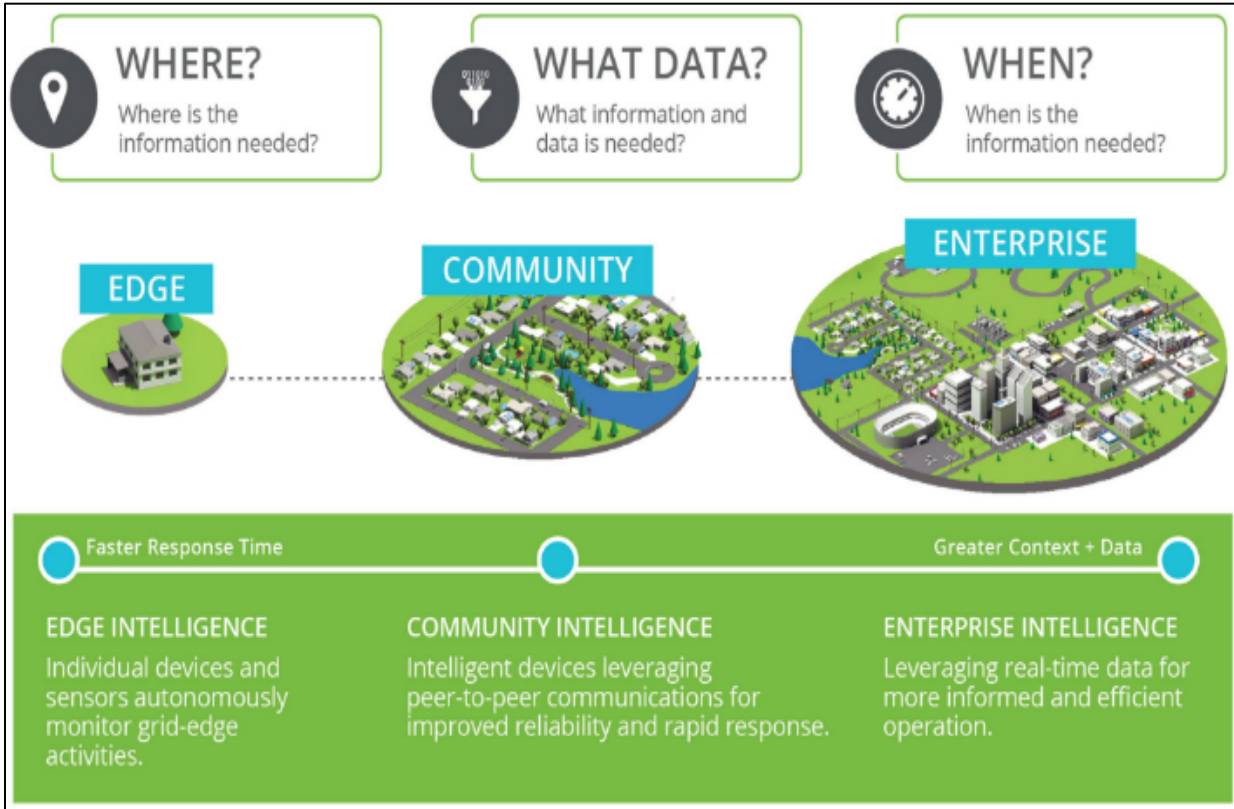 WHERE?
Where is the
information needed?
WHAT DATA?
What information and
data is needed?
WHEN?
When is the
information needed?
EDGE
COMMUNITY
ENTERPRISE
Faster Response Time
Greater Context + Data
EDGE INTELLIGENCE
Individual devices and
sensors autonomously
monitor grid-edge
activities.
COMMUNITY INTELLIGENCE
Intelligent devices leveraging
peer-to-peer communications for
improved reliability and rapid response.
ENTERPRISE INTELLIGENCE
Leveraging real-time data for
more informed and efficient
operation.